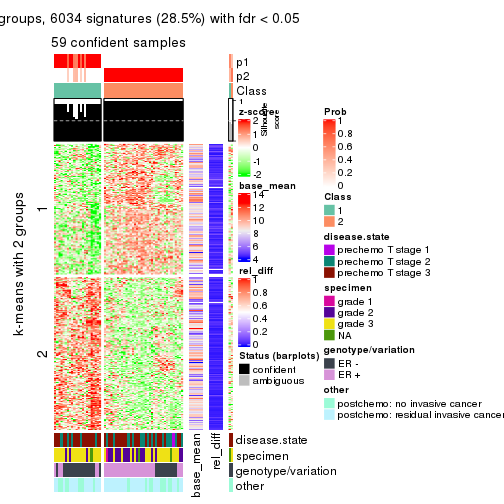 groups, 6034 signatures (28.5%) with fdr < 0.05
59 confident samples
p1
p2
Class
1
Silhouette
score
k-means with 2 groups
1
2
z-score
2
1
0
-1
-2
base_mean
14
12
10
8
6
4
rel_diff
1
0.8
0.6
0.4
0.2
0
Status (barplots)
confident
ambiguous
Prob
1
0.8
0.6
0.4
0.2
0
Class
1
2
disease.state
prechemo T stage 1
prechemo T stage 2
prechemo T stage 3
specimen
grade 1
grade 2
grade 3
NA
genotype/variation
ER -
ER +
other
postchemo: no invasive cancer
postchemo: residual invasive cancer
base_mean
rel_diff
disease.state
specimen
genotype/variation
other